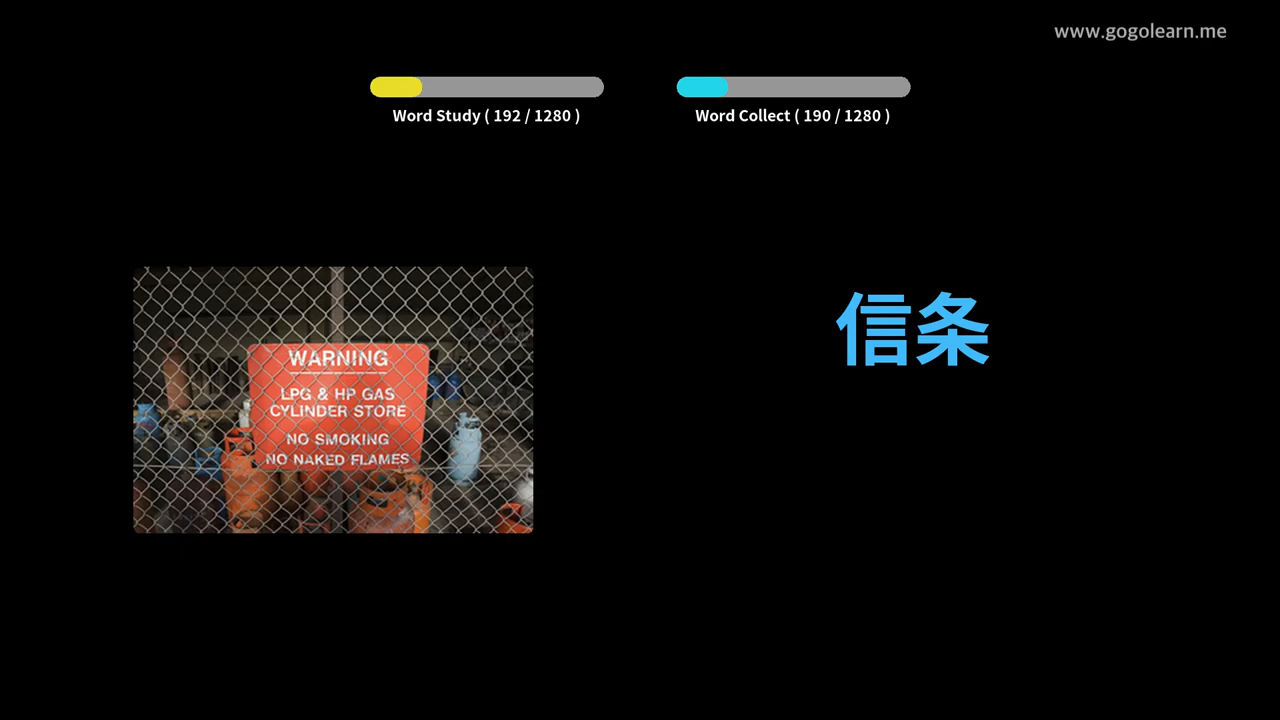 www.gogolearn.me
Word Study ( 192 / 1280 )
Word Collect ( 190 / 1280 )
WARNING
LPG & HP GAS
CYLINDER STORE
NO SMOKING
NO NAKED FLAMES
信条